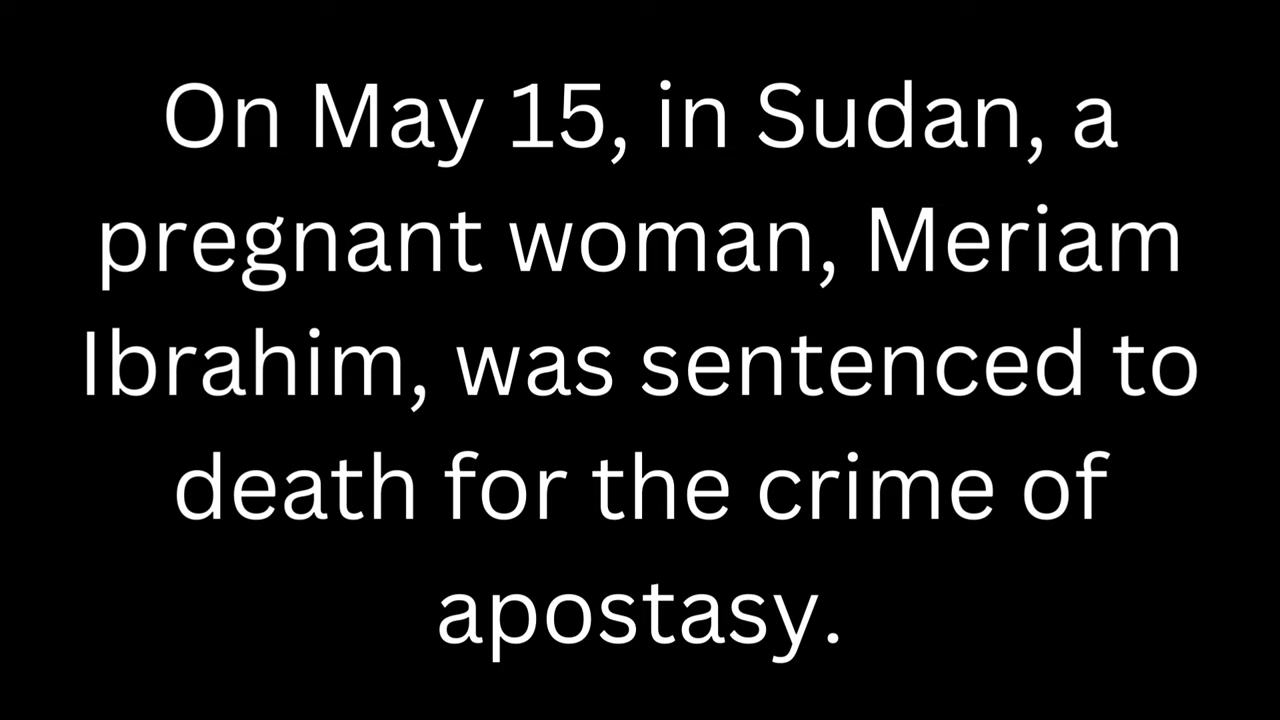 On May 15, in Sudan, a
pregnant woman, Meriam
Ibrahim, was sentenced to
death for the crime of
apostasy.